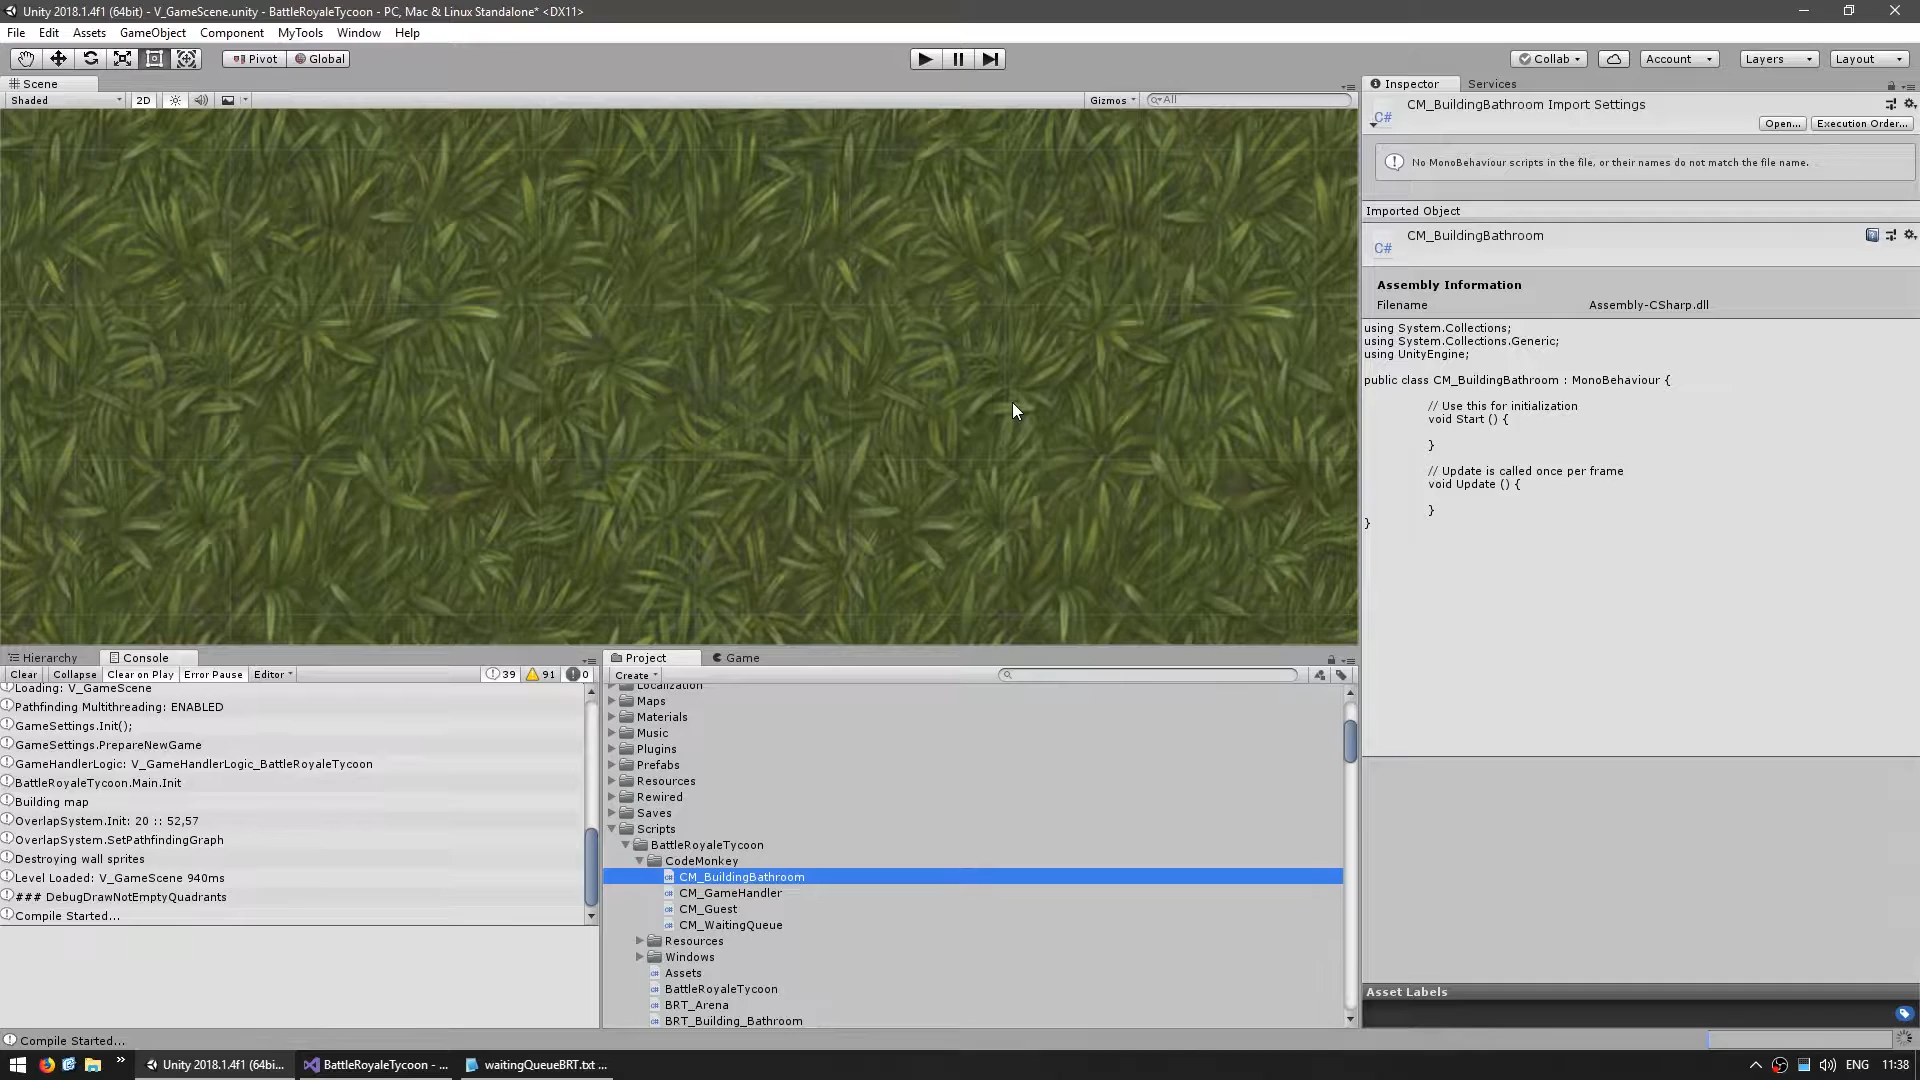 Unity 2018.1.4f1 (64bit) - V_GameScene.unity - BattleRoyaleTycoon - PC, Mac & Linux Standalone* <DX11>
File Edit Assets GameObject Component MyTools Window Help
Pivot Global Collab Account Layers Layout
Scene
Shaded 2D Gizmos All
Inspector Services
CM_BuildingBathroom Import Settings
Open... Execution Order...
No MonoBehaviour scripts in the file, or their names do not match the file name.
Imported Object
CM_BuildingBathroom
Assembly Information
Filename Assembly-CSharp.dll
using System.Collections;
using System.Collections.Generic;
using UnityEngine;
public class CM_BuildingBathroom : MonoBehaviour {
// Use this for initialization
void Start () {
}
// Update is called once per frame
void Update () {
}
}
Asset Labels
Hierarchy Console
Clear Collapse Clear on Play Error Pause Editor 39 91 0
Loading: V_GameScene
Pathfinding Multithreading: ENABLED
GameSettings.Init();
GameSettings.PrepareNewGame
GameHandlerLogic: V_GameHandlerLogic_BattleRoyaleTycoon
BattleRoyaleTycoon.Main.Init
Building map
OverlapSystem.Init: 20 :: 52,57
OverlapSystem.SetPathfindingGraph
Destroying wall sprites
Level Loaded: V_GameScene 940ms
### DebugDrawNotEmptyQuadrants
Compile Started...
Project Game
Create
Localization
Maps
Materials
Music
Plugins
Prefabs
Resources
Rewired
Saves
Scripts
BattleRoyaleTycoon
CodeMonkey
C# CM_BuildingBathroom
C# CM_GameHandler
C# CM_Guest
C# CM_WaitingQueue
Resources
Windows
C# Assets
C# BattleRoyaleTycoon
C# BRT_Arena
C# BRT_Building_Bathroom
Compile Started...
Unity 2018.1.4f1 (64bi... BattleRoyaleTycoon - ... waitingQueueBRT.txt ... ENG 11:38